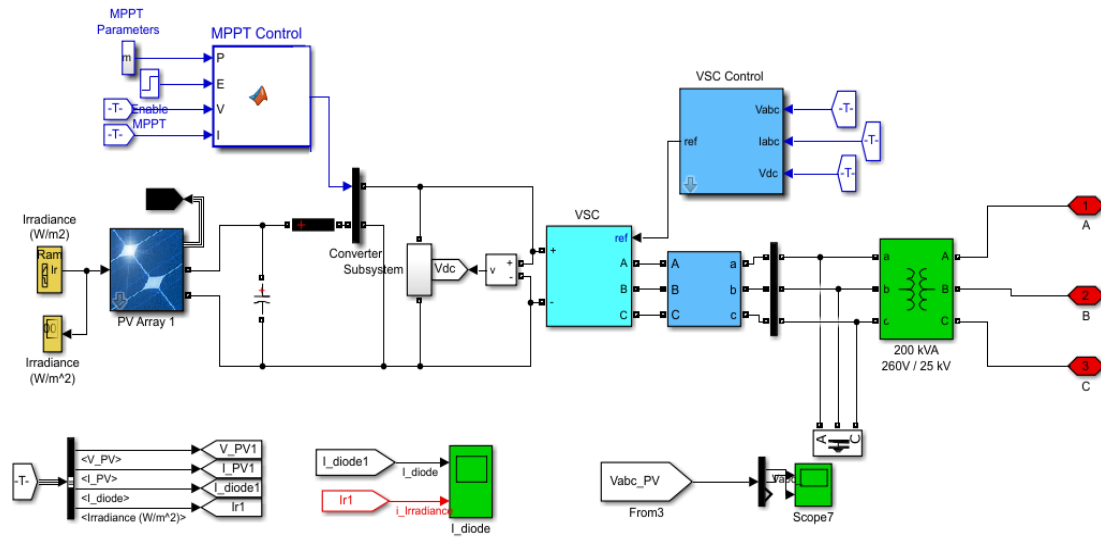 MPPT
Parameters
MPPT Control
m
P
E
V
I
-T-
Enable
-T-
MPPT
VSC Control
Vabc
Iabc
Vdc
ref
-T-
-T-
-T-
Irradiance
(W/m2)
Ram
Ir
PV Array 1
Irradiance
(W/m^2)
+
+
Converter
Subsystem
Vdc
v
+
-
VSC
ref
+
-
A
B
C
A
B
C
a
b
c
a
b
c
A
B
C
200 kVA
260V / 25 kV
1
A
2
B
3
C
A
C
-T-
V_PV1
<V_PV>
I_PV1
<I_PV>
I_diode1
<I_diode>
Ir1
<Irradiance (W/m^2)>
I_diode1
I_diode
Ir1
i_Irradiance
I_diode
Vabc_PV
From3
Scope7